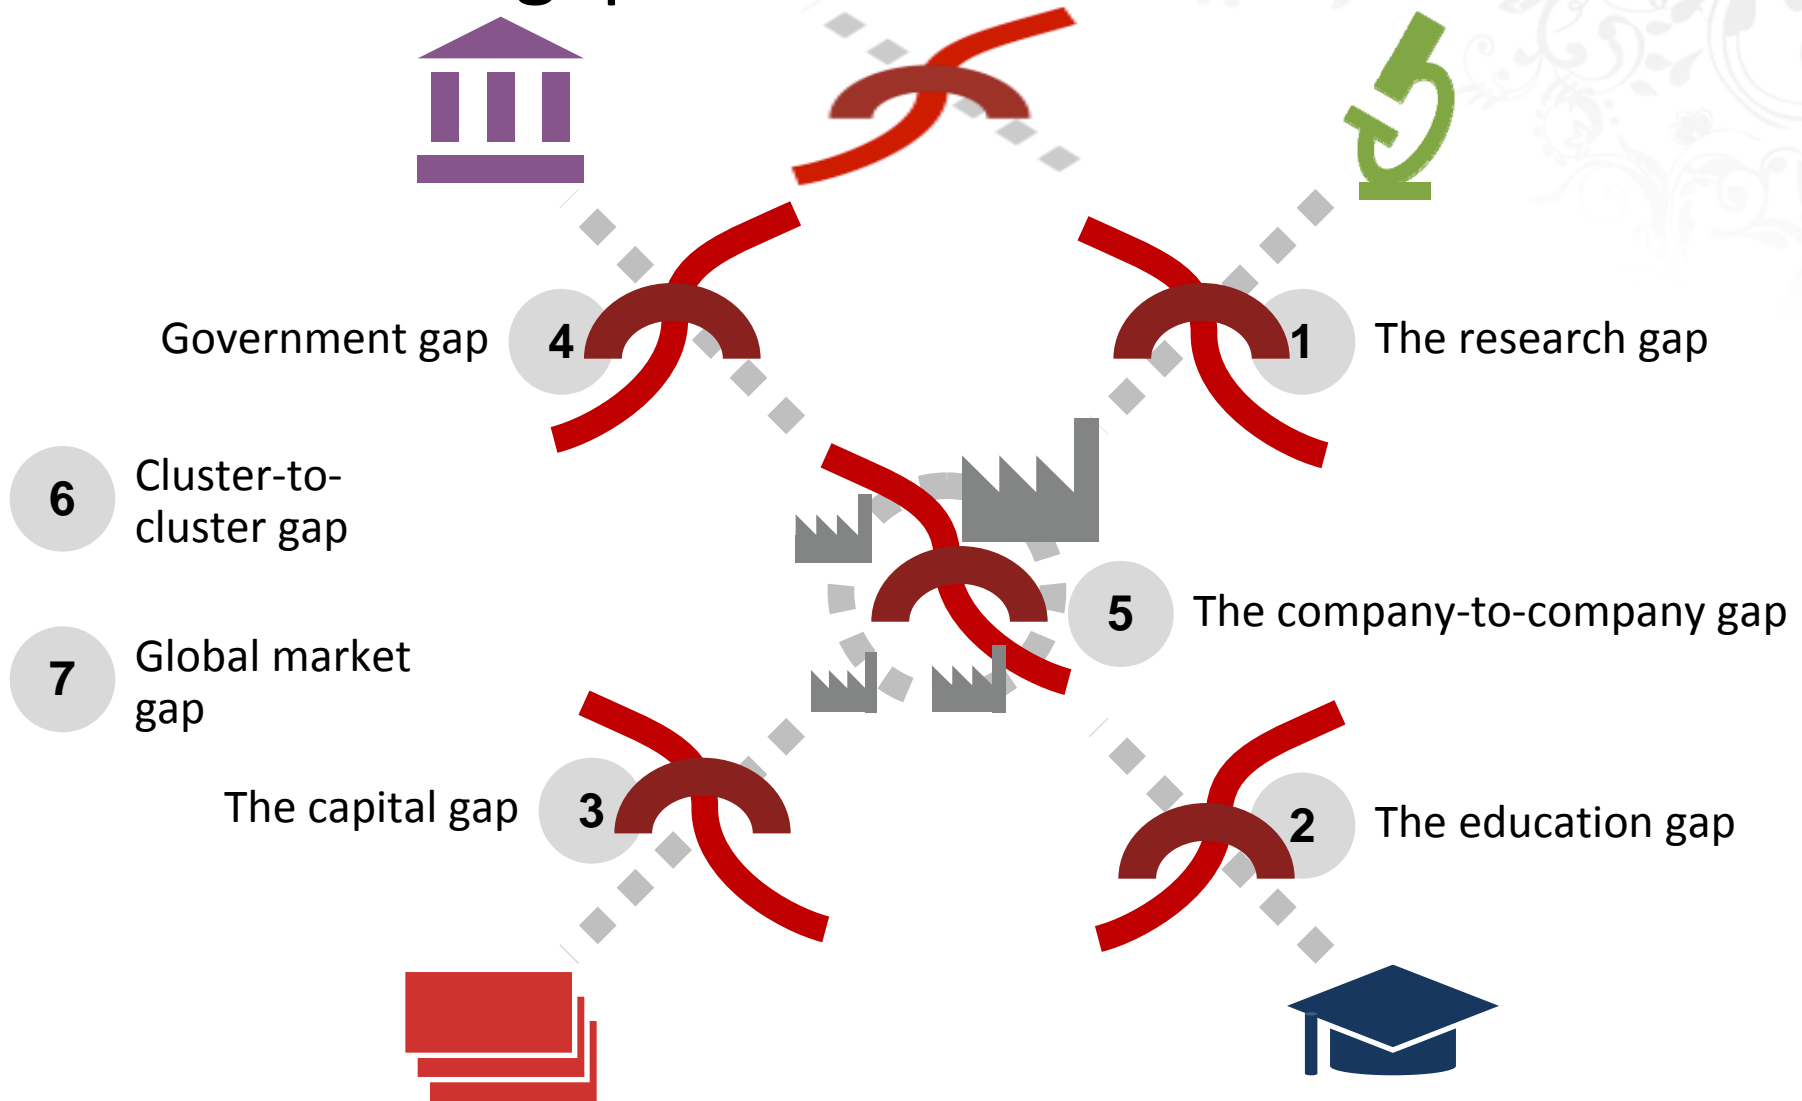 Government gap
4
1
The research gap
6
Cluster-to-
cluster gap
5
The company-to-company gap
7
Global market
gap
The capital gap
3
2
The education gap